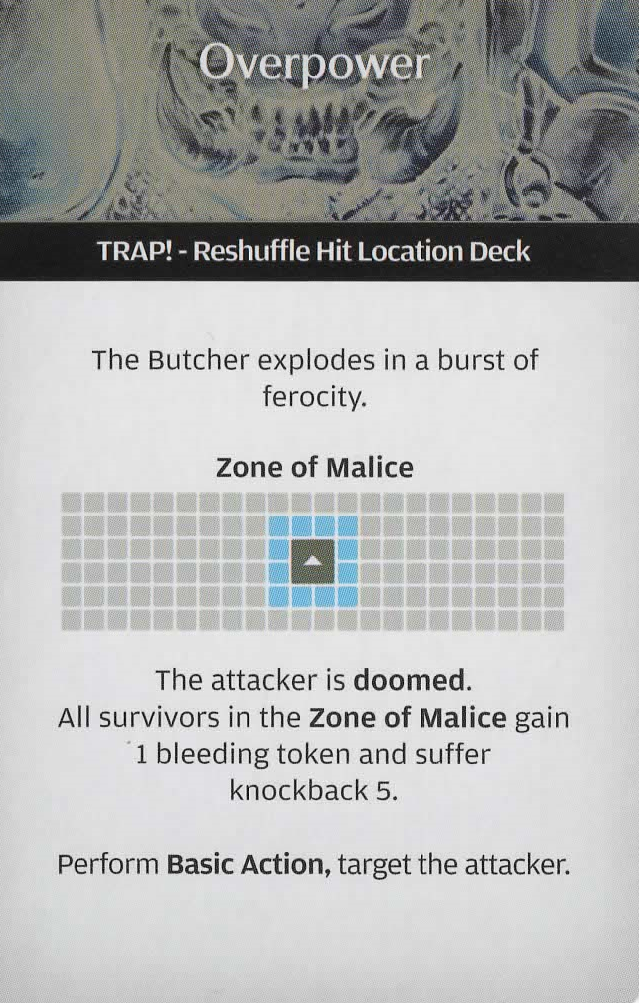 Overpower
TRAP! - Reshuffle Hit Location Deck
The Butcher explodes in a burst of
ferocity.
Zone of Malice
The attacker is doomed.
All survivors in the Zone of Malice gain
1 bleeding token and suffer
knockback 5.
Perform Basic Action, target the attacker.